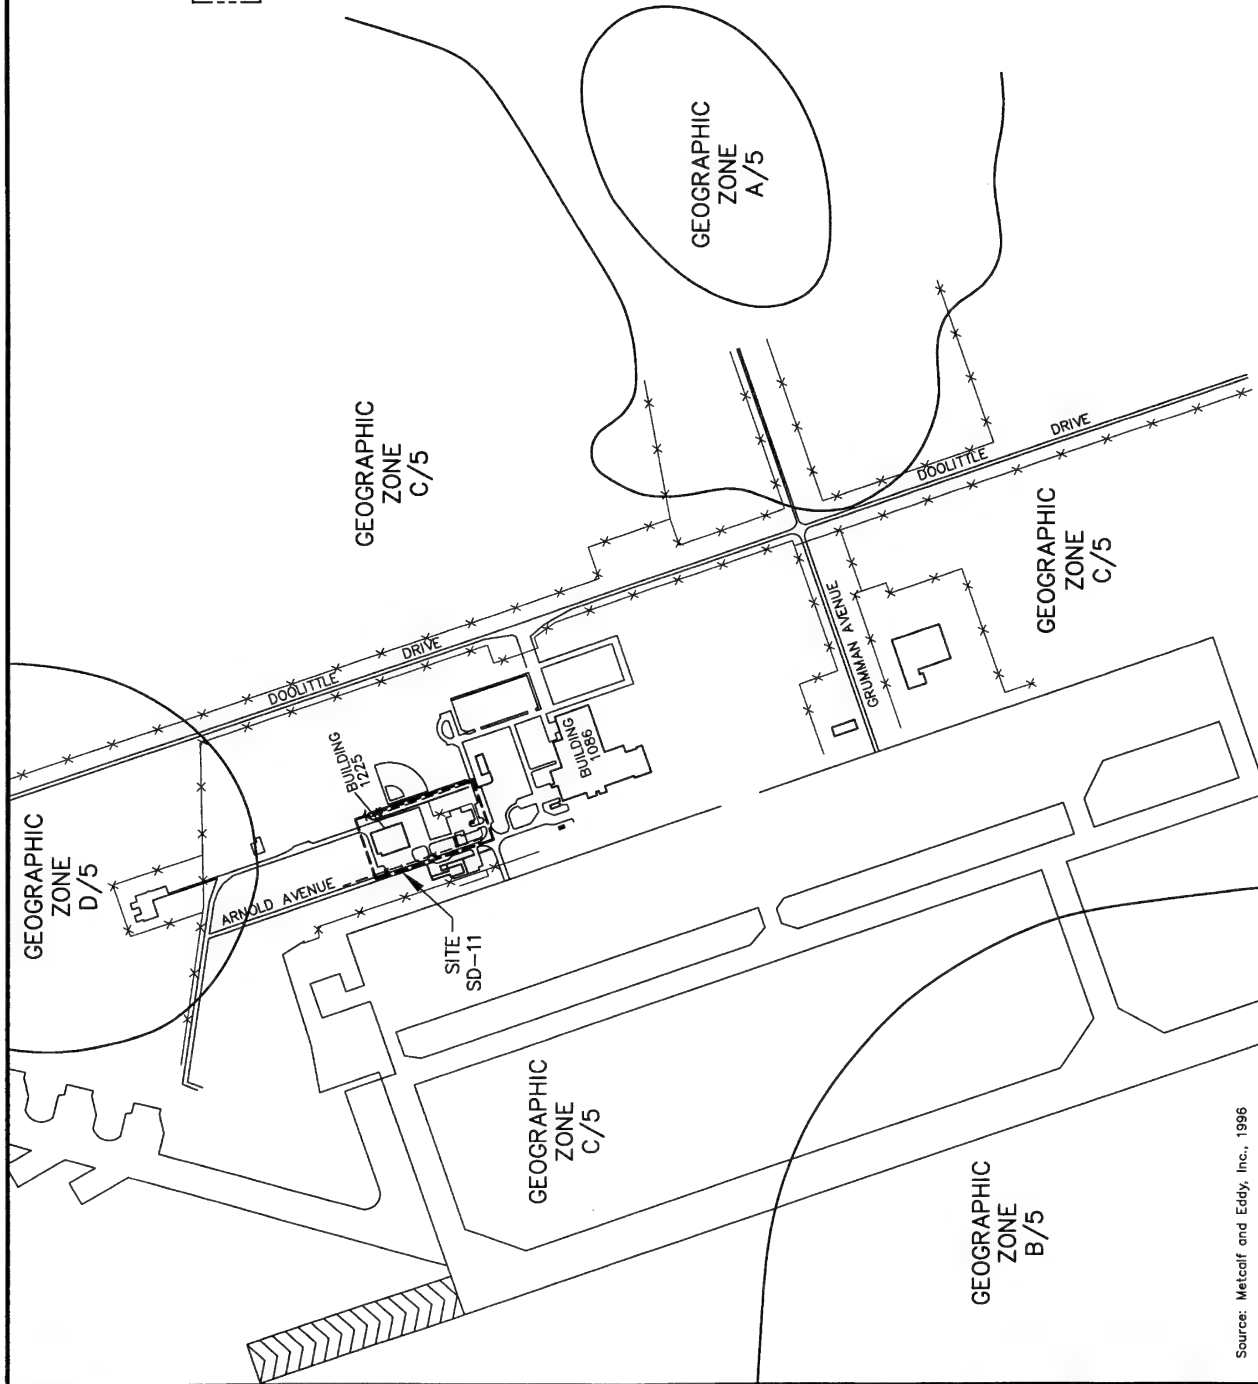 GEOGRAPHIC
ZONE
D/5
GEOGRAPHIC
ZONE
C/5
GEOGRAPHIC
ZONE
A/5
DOOLITTLE
DRIVE
BUILDING
1225
ARNOLD AVENUE
SITE
SD-11
BUILDING
1086
GRUMMAN AVENUE
DOOLITTLE
DRIVE
GEOGRAPHIC
ZONE
C/5
GEOGRAPHIC
ZONE
C/5
GEOGRAPHIC
ZONE
B/5
Source: Metcalf and Eddy, Inc., 1996